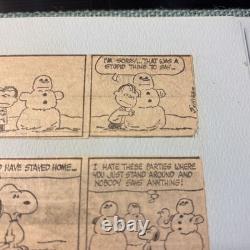 I'M SORRY...THAT WAS A
STUPID THING TO SAY...
D HAVE STAYED HOME...
I HATE THESE PARTIES WHERE
YOU JUST STAND AROUND AND
NOBODY SAYS ANYTHING!